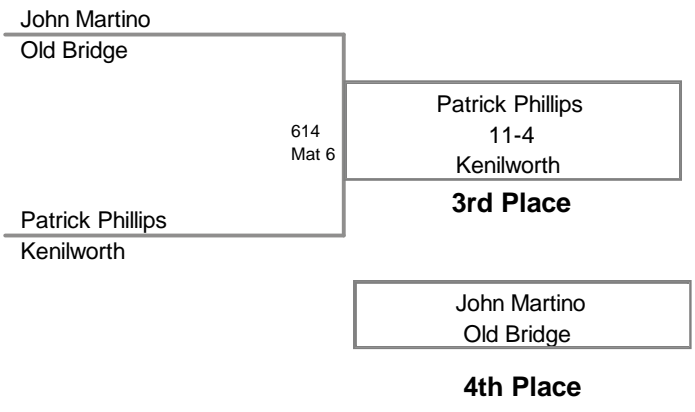 John Martino
Old Bridge
Patrick Phillips
11-4
Kenilworth
614
Mat 6
3rd Place
Patrick Phillips
Kenilworth
John Martino
Old Bridge
4th Place